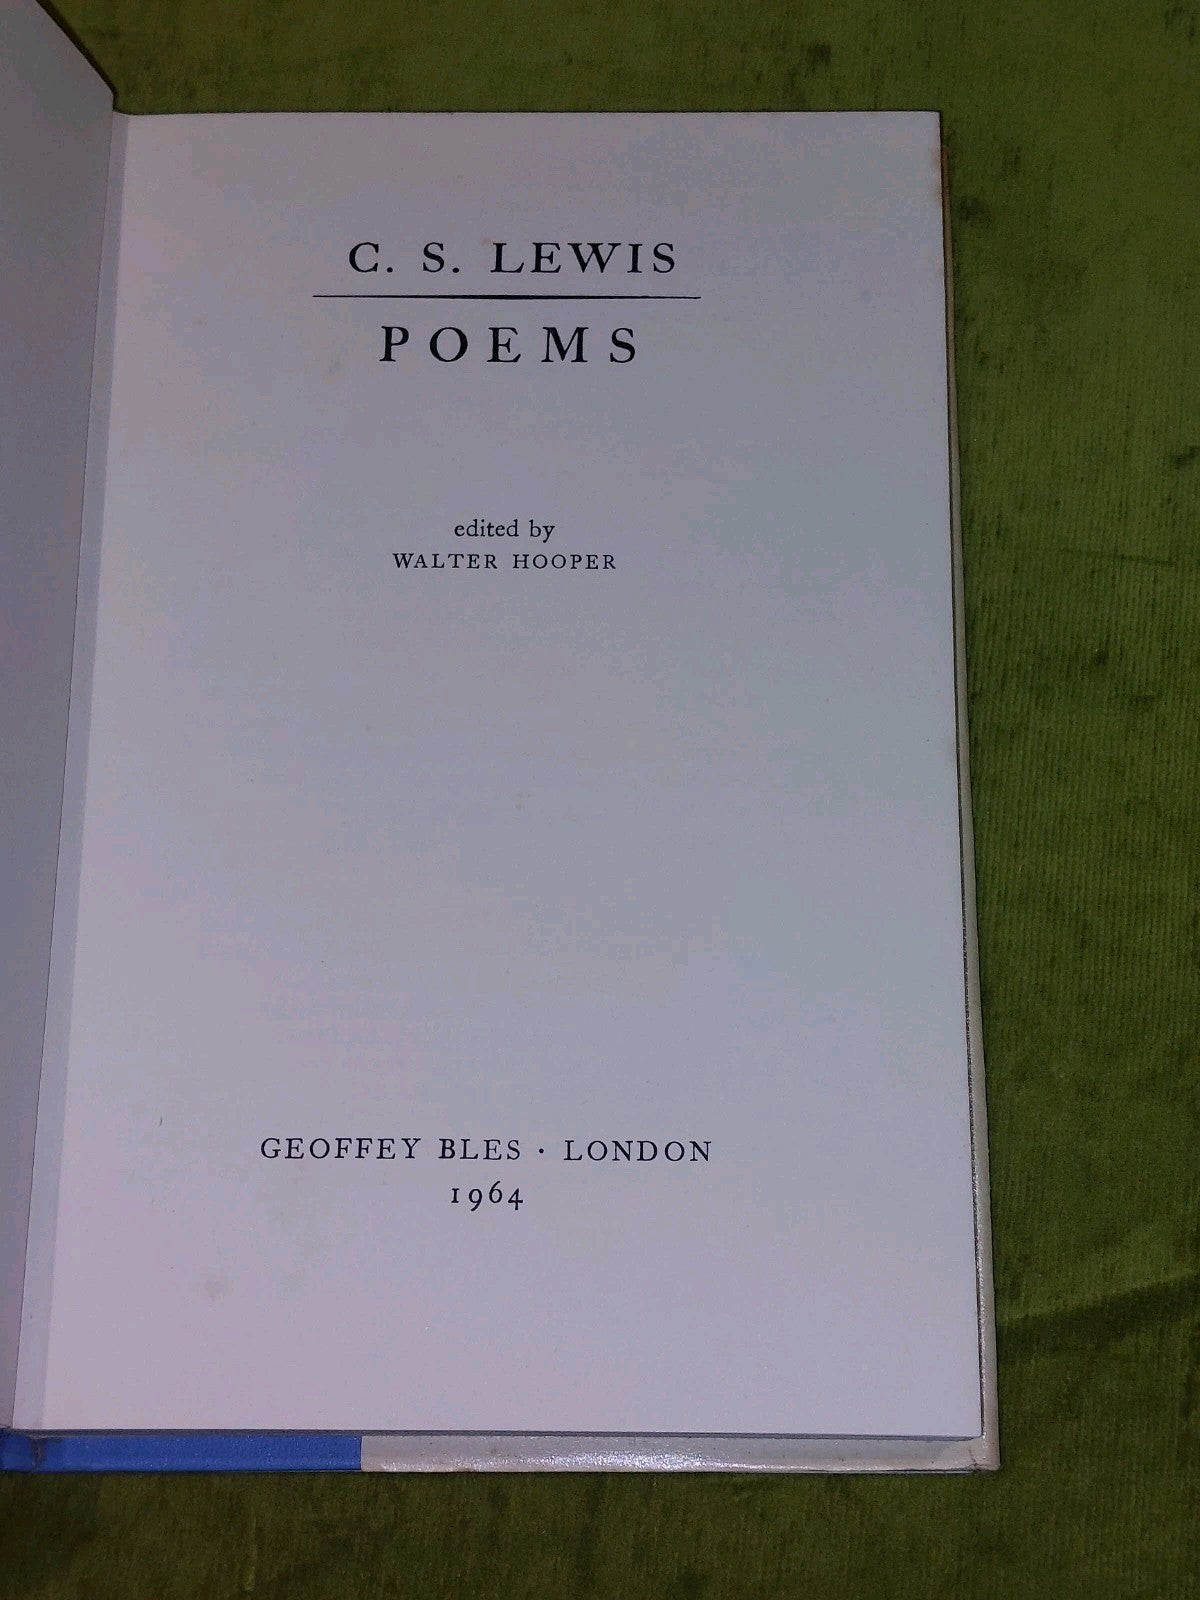 C. S. LEWIS
POEMS
edited by
WALTER HOOPER
GEOFFEY BLES · LONDON
1964